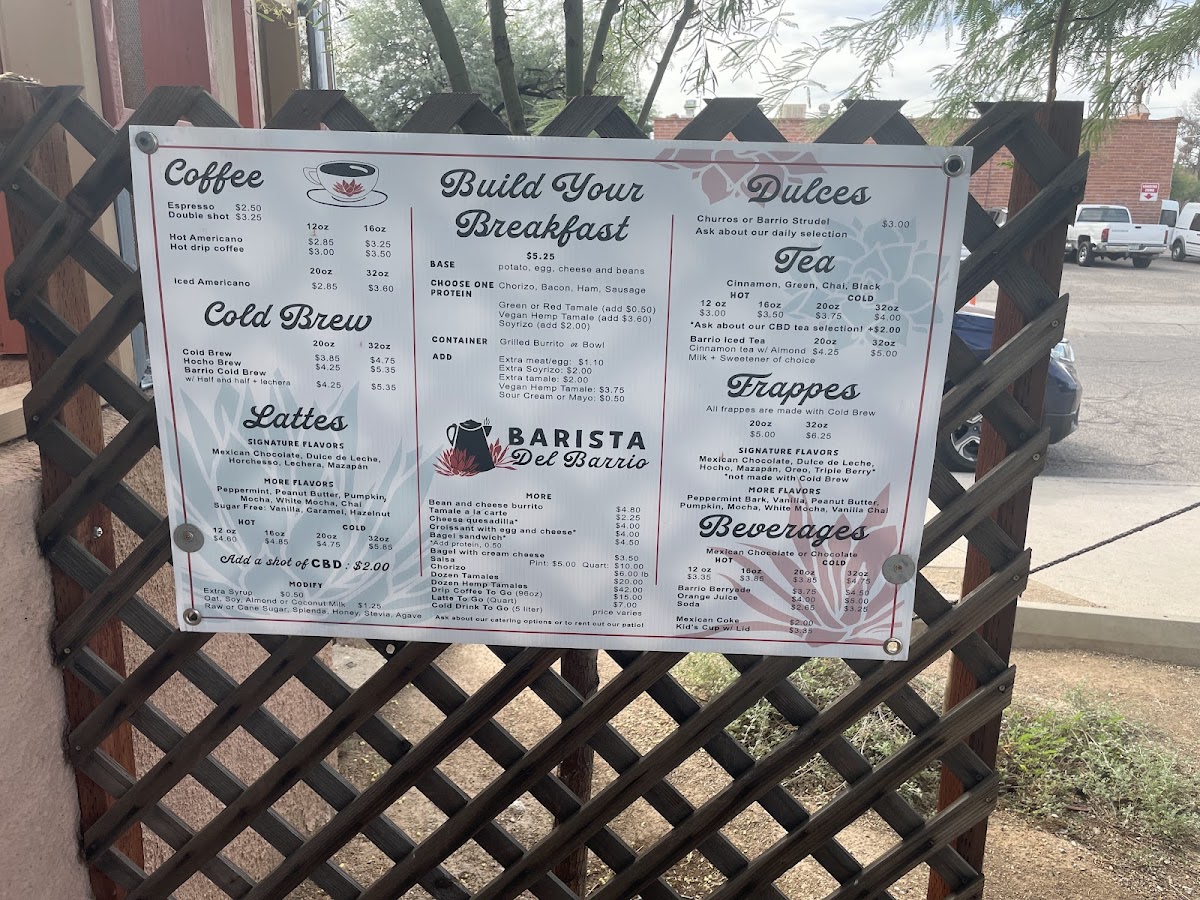 Coffee
Espresso $2.50
Double shot $3.25
12oz 16oz
Hot Americano $2.85 $3.25
Hot drip coffee $3.00 $3.50
20oz 32oz
Iced Americano $2.85 $3.60
Cold Brew
20oz 32oz
Cold Brew $3.85 $4.75
Hocho Brew $4.25 $5.35
Barrio Cold Brew
w/ Half and half + lechera $4.25 $5.35
Lattes
SIGNATURE FLAVORS
Mexican Chocolate, Dulce de Leche,
Horchesso, Lechera, Mazapán
MORE FLAVORS
Peppermint, Peanut Butter, Pumpkin,
Mocha, White Mocha, Chai
Sugar Free: Vanilla, Caramel, Hazelnut
HOT COLD
12 oz 16oz 20oz 32oz
$4.60 $4.85 $4.75 $5.85
Add a shot of CBD : $2.00
MODIFY
Extra Syrup $0.50
Oat, Soy, Almond or Coconut Milk $1.25
Raw or Cane Sugar, Splenda, Honey, Stevia, Agave
Build Your
Breakfast
$5.25
BASE potato, egg, cheese and beans
CHOOSE ONE Chorizo, Bacon, Ham, Sausage
PROTEIN
Green or Red Tamale (add $0.50)
Vegan Hemp Tamale (add $3.60)
Soyrizo (add $2.00)
CONTAINER Grilled Burrito or Bowl
ADD Extra meat/egg: $1.10
Extra Soyrizo: $2.00
Extra tamale: $2.00
Vegan Hemp Tamale: $3.75
Sour Cream or Mayo: $0.50
BARISTA
Del Barrio
MORE
Bean and cheese burrito $4.80
Tamale a la carte $2.25
Cheese quesadilla* $4.00
Croissant with egg and cheese* $4.00
Bagel sandwich* $4.50
*Add protein, 0.50
Bagel with cream cheese $3.50
Salsa Pint: $5.00 Quart: $10.00
Chorizo $6.00 lb
Dozen Tamales $20.00
Dozen Hemp Tamales $42.00
Drip Coffee To Go (96oz) $15.00
Latte To Go (Quart) $7.00
Cold Drink To Go (5 liter) price varies
Ask about our catering options or to rent out our patio!
Dulces
Churros or Barrio Strudel $3.00
Ask about our daily selection
Tea
Cinnamon, Green, Chai, Black
HOT COLD
12 oz 16oz 20oz 32oz
$3.00 $3.50 $3.75 $4.00
*Ask about our CBD tea selection! +$2.00
Barrio Iced Tea 20oz 32oz
Cinnamon tea w/ Almond $4.25 $5.00
Milk + Sweetener of choice
Frappes
All frappes are made with Cold Brew
20oz 32oz
$5.00 $6.25
SIGNATURE FLAVORS
Mexican Chocolate, Dulce de Leche,
Hocho, Mazapán, Oreo, Triple Berry*
*not made with Cold Brew
MORE FLAVORS
Peppermint Bark, Vanilla, Peanut Butter,
Pumpkin, Mocha, White Mocha, Vanilla Chai
Beverages
Mexican Chocolate or Chocolate
HOT COLD
12 oz 16oz 20oz 32oz
$3.35 $3.85 $3.85 $4.75
Barrio Berryade $3.75 $4.50
Orange Juice $4.00 $5.00
Soda $2.65 $3.25
Mexican Coke $2.00
Kid's Cup w/ Lid $3.35